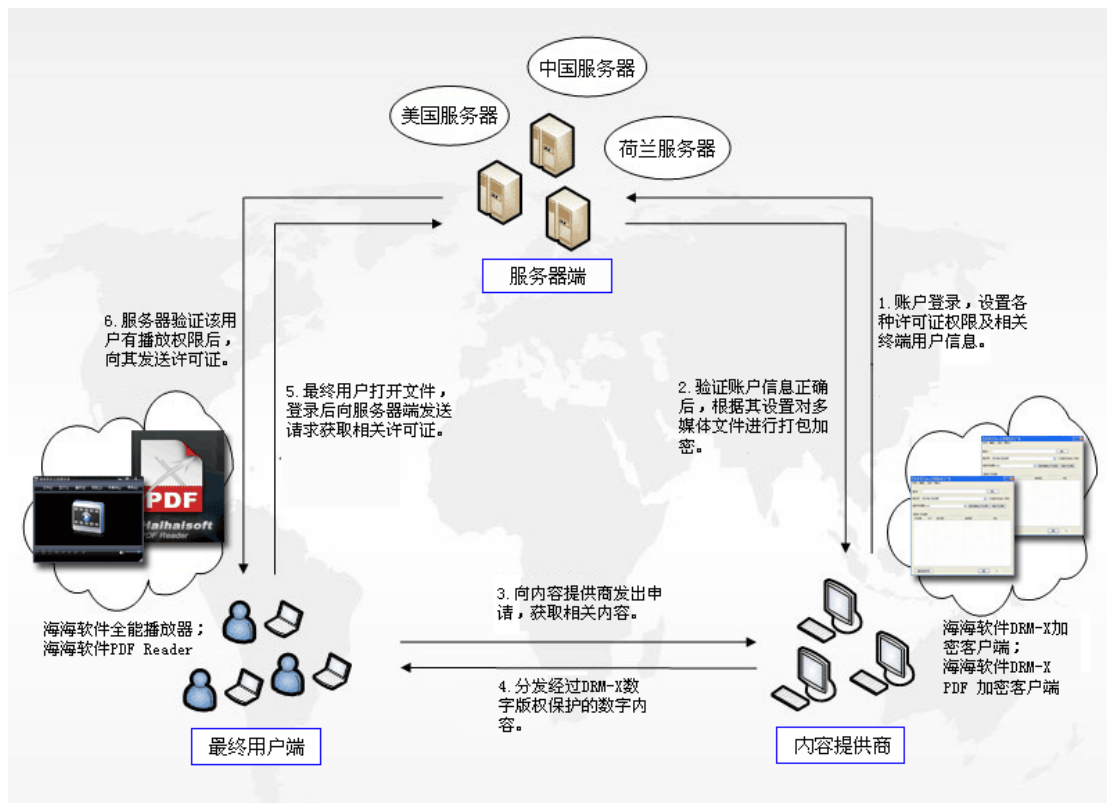 中国服务器
美国服务器
荷兰服务器
服务器端
1.账户登录，设置各
种许可证权限及相关
终端用户信息。
6.服务器验证该用
户有播放权限后，
向其发送许可证。
5.最终用户打开文件，
登录后向服务器端发送
请求获取相关许可证。
2.验证账户信息正确
后，根据其设置对多
媒体文件进行打包加
密。
PDF
Haihaisoft
PDF Reader
3.向内容提供商发出申
请，获取相关内容。
海海软件全能播放器；
海海软件PDF Reader
海海软件DRM-X加
密客户端；
海海软件DRM-X
PDF 加密客户端
4.分发经过DRM-X数
字版权保护的数字内
容。
最终用户端
内容提供商